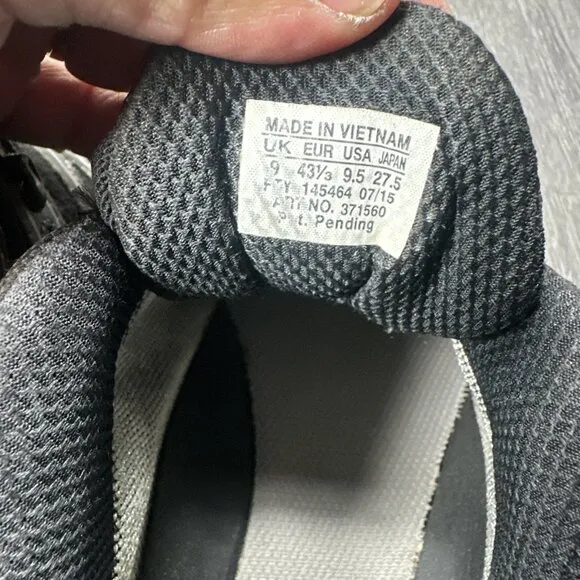 MADE IN VIETNAM
UK EUR USA JAPAN
9 43⅓ 9.5 27.5
145464 07/15
ART NO. 371560
Pat. Pending